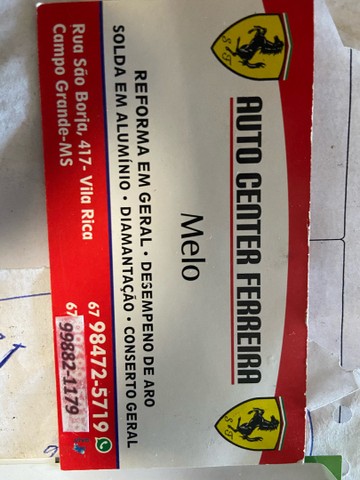 S F
AUTO CENTER FERREIRA
S F
Melo
REFORMA EM GERAL • DESEMPENO DE ARO
SOLDA EM ALUMÍNIO • DIAMANTAÇÃO • CONSERTO GERAL
Rua São Borja, 417- Vila Rica
Campo Grande-MS
67 98472-5719
67 99882-1179